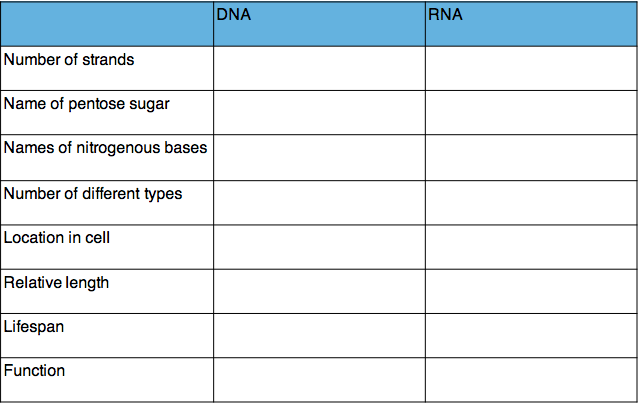 DNA RNA
Number of strands
Name of pentose sugar
Names of nitrogenous bases
Number of different types
Location in cell
Relative length
Lifespan
Function